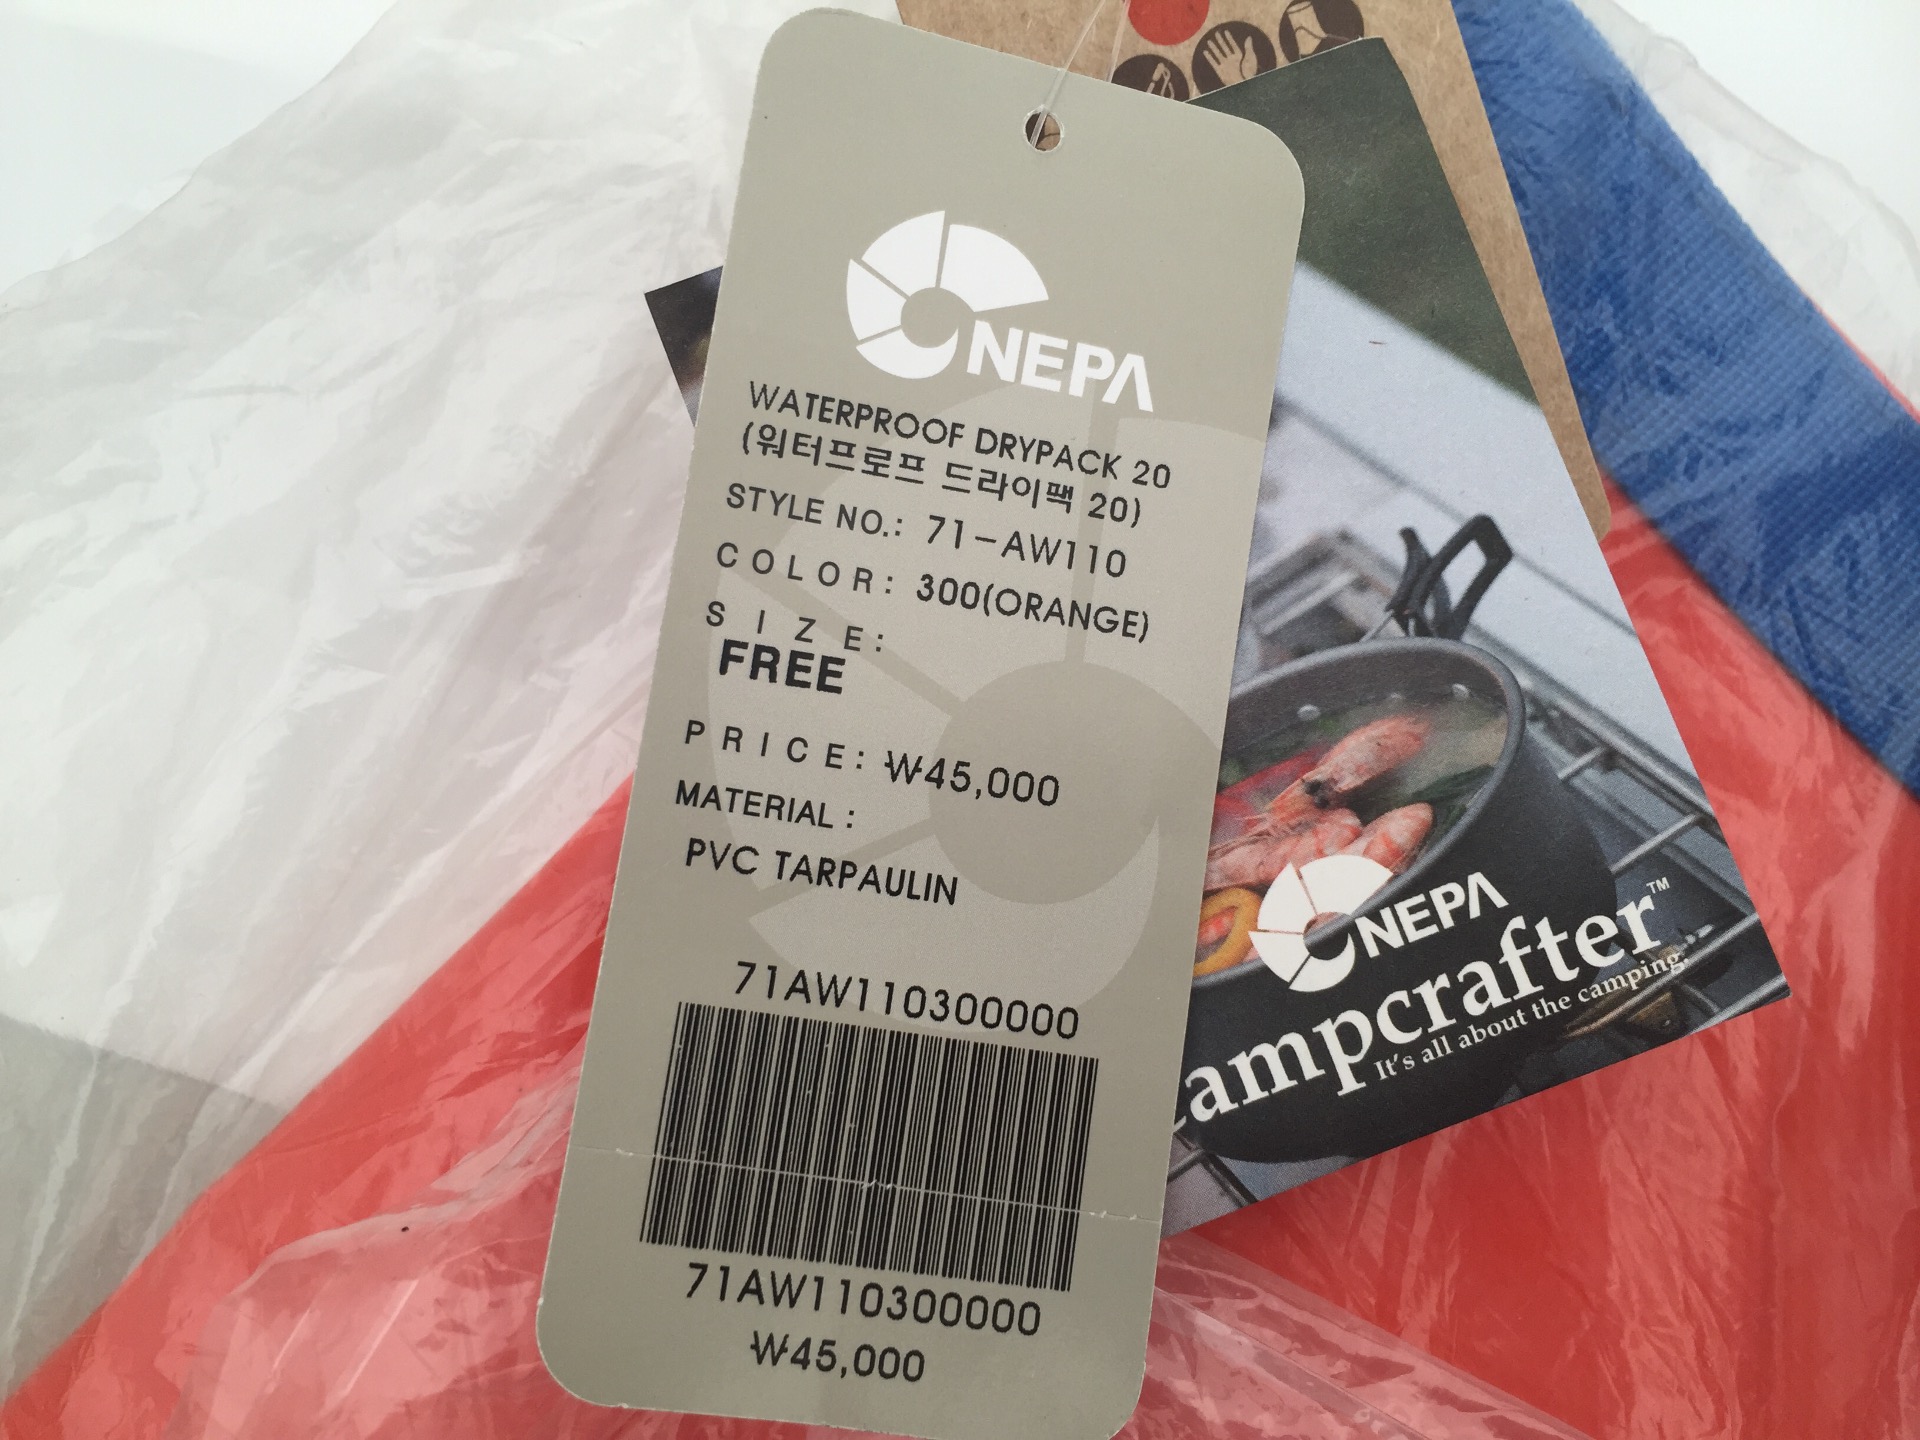 NEPA
WATERPROOF DRYPACK 20
(워터프로프 드라이팩 20)
STYLE NO.: 71-AW110
COLOR: 300(ORANGE)
SIZE:
FREE
PRICE: ₩45,000
MATERIAL :
PVC TARPAULIN
71AW110300000
71AW110300000
₩45,000
NEPA
campcrafter™
It's all about the camping.